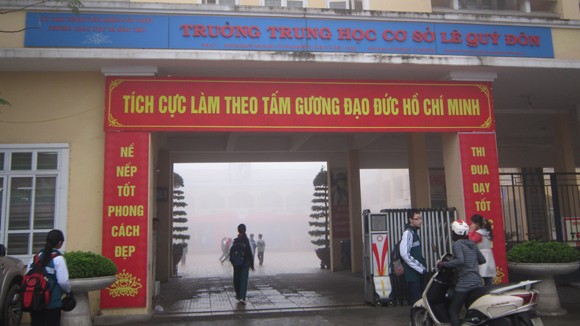 TRƯỜNG TRUNG HỌC CƠ SỞ LÊ QUÝ ĐÔN
TÍCH CỰC LÀM THEO TẤM GƯƠNG ĐẠO ĐỨC HỒ CHÍ MINH
NỀ
NẾP
TỐT
PHONG
CÁCH
ĐẸP
THI
ĐUA
DẠY
TỐT